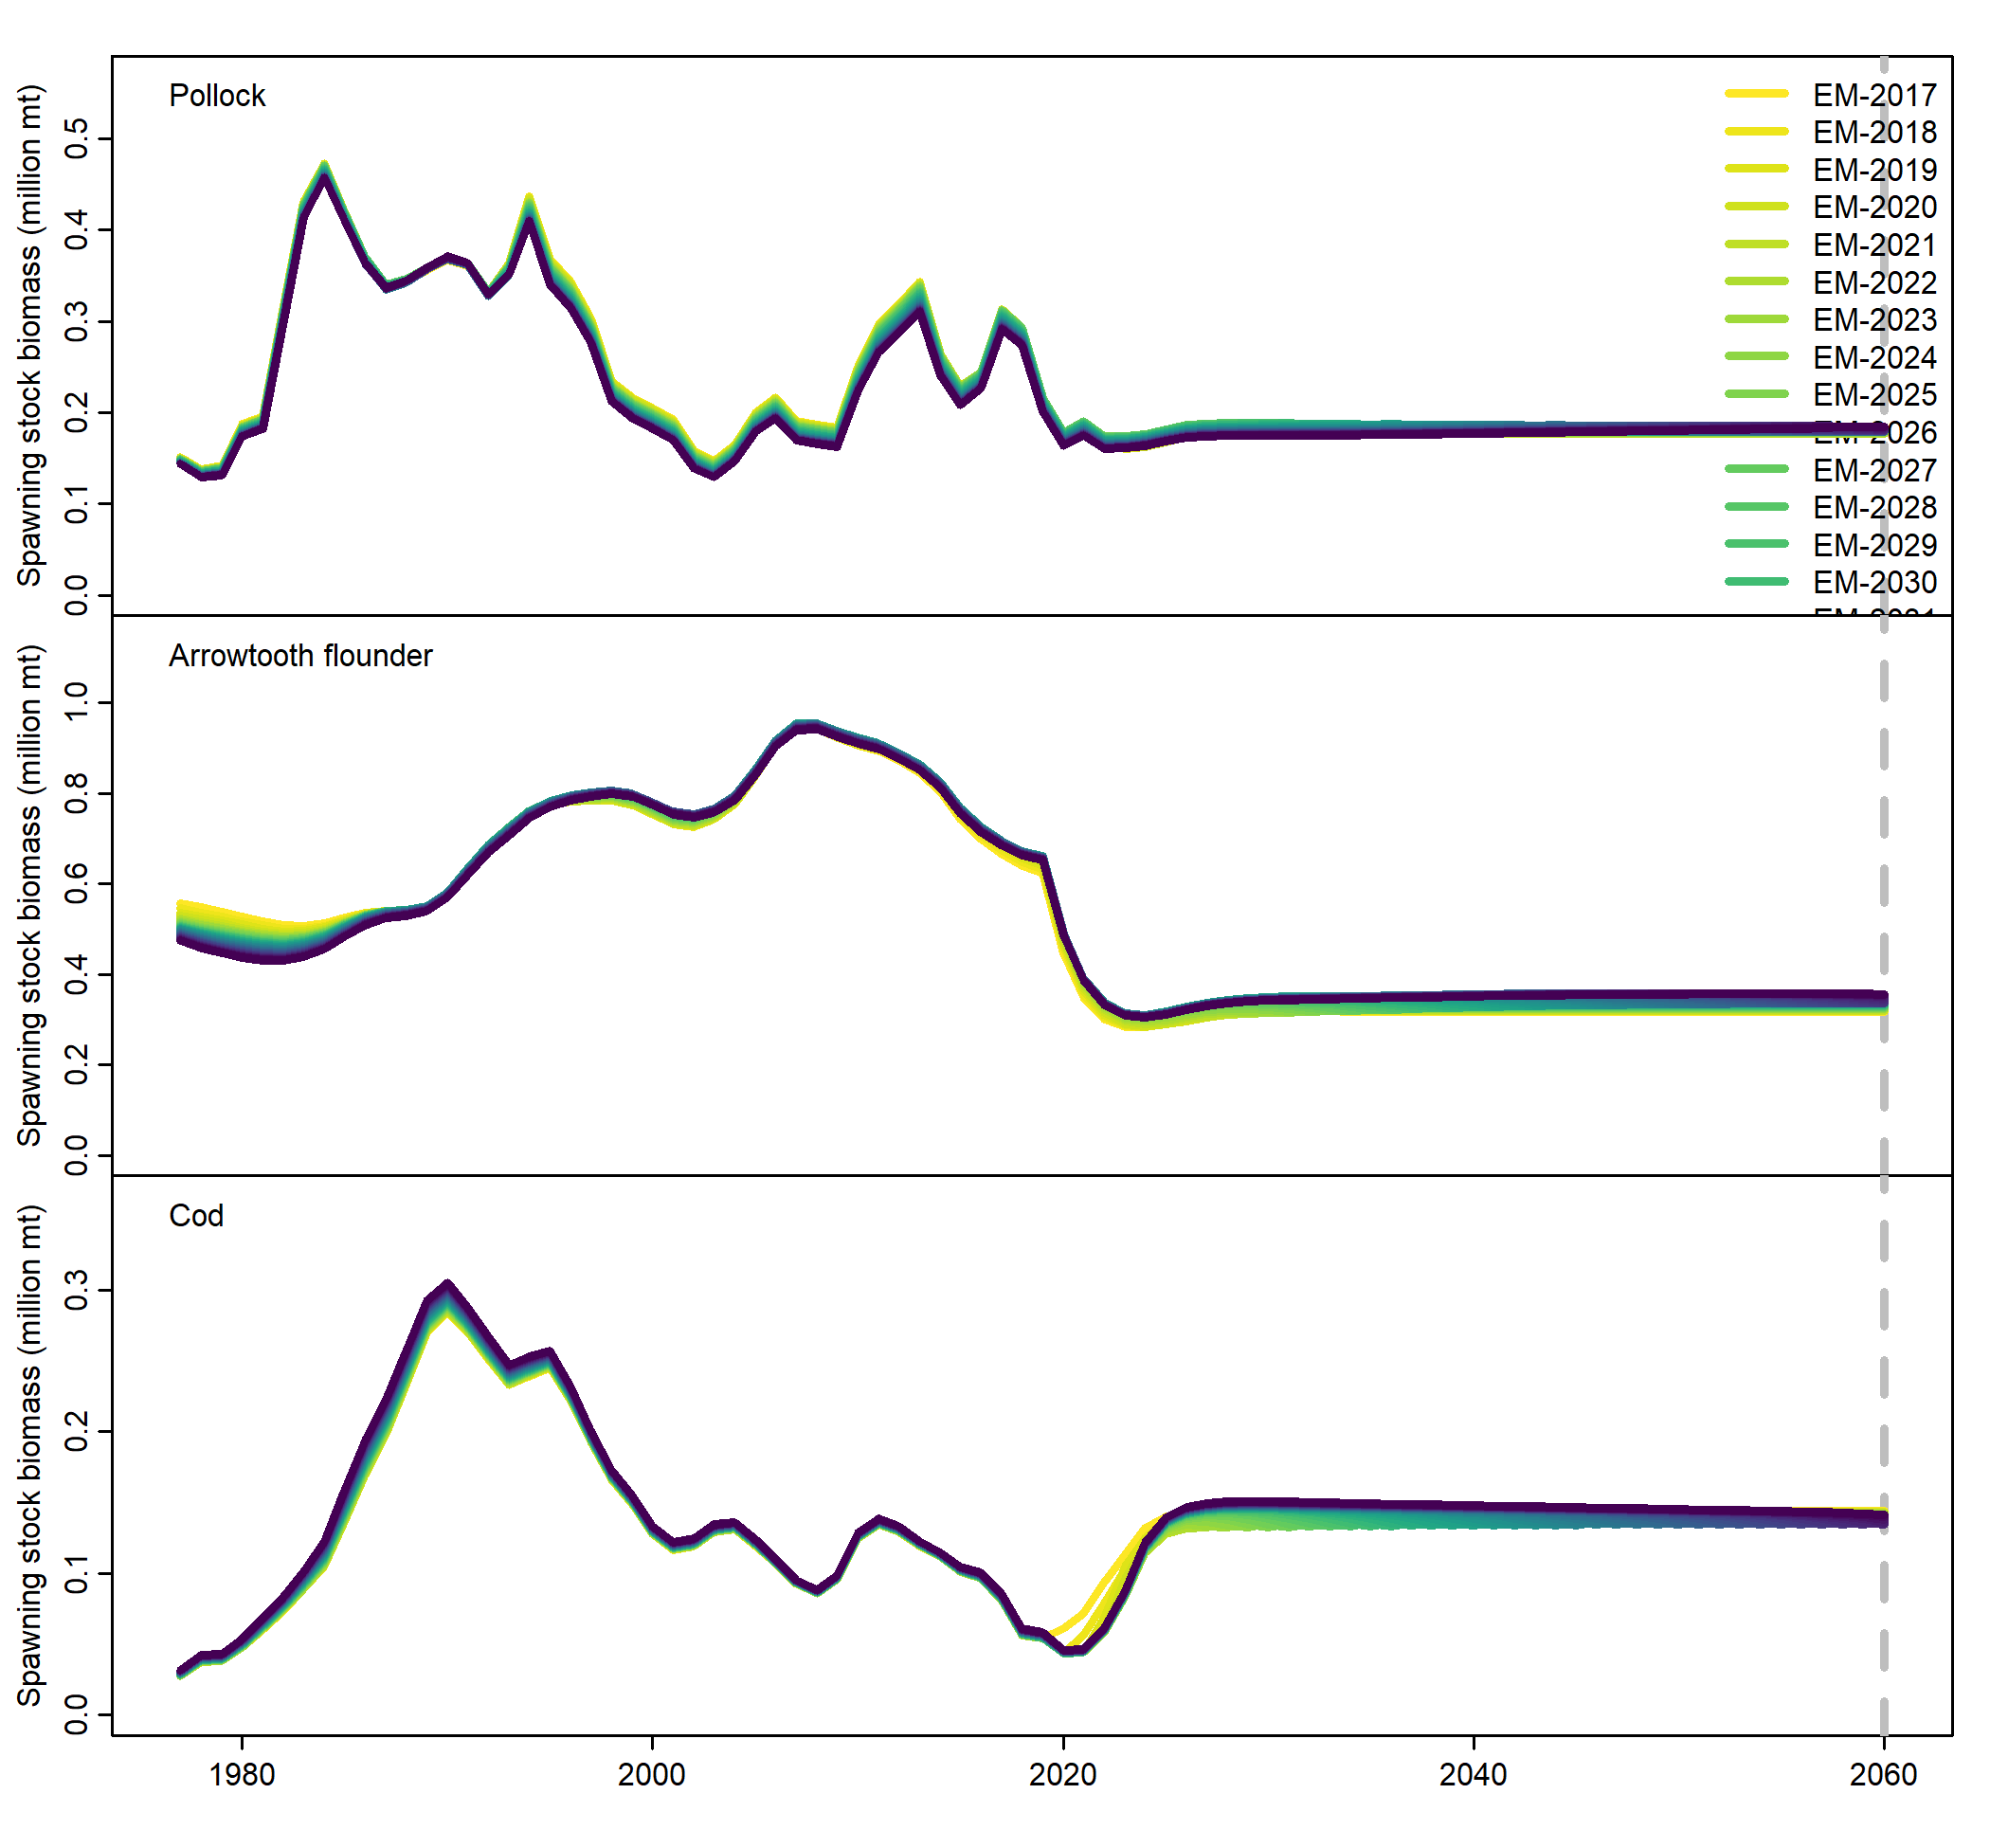 Pollock
EM-2017
EM-2018
EM-2019
EM-2020
EM-2021
EM-2022
EM-2023
EM-2024
EM-2025
EM-2026
EM-2027
EM-2028
EM-2029
EM-2030
Spawning stock biomass (million mt)
0.5
0.4
0.3
0.2
0.1
0.0
Arrowtooth flounder
Spawning stock biomass (million mt)
1.0
0.8
0.6
0.4
0.2
0.0
Cod
Spawning stock biomass (million mt)
0.3
0.2
0.1
0.0
1980 2000 2020 2040 2060